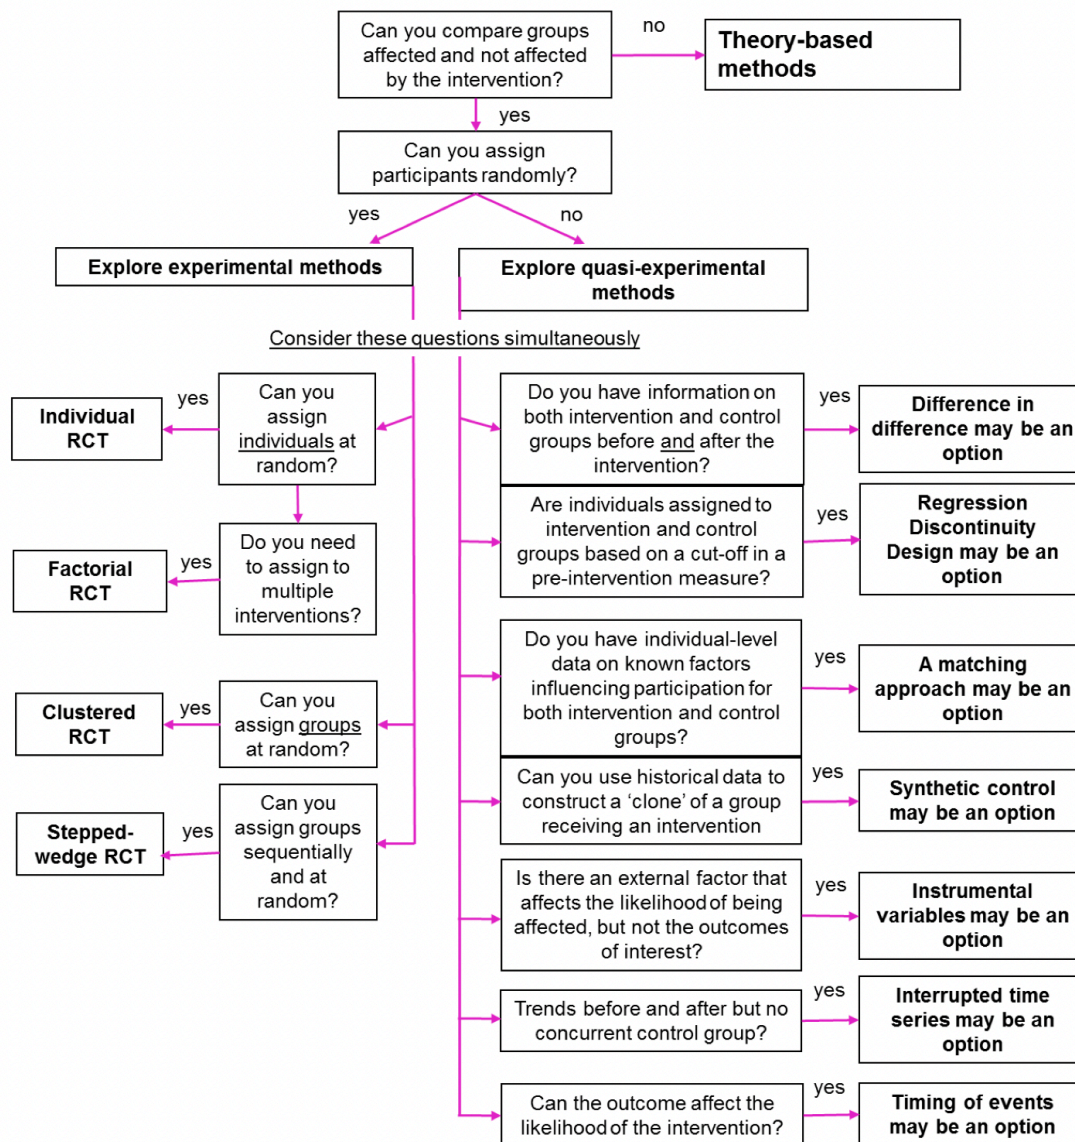 Can you compare groups
affected and not affected
by the intervention?
no
Theory-based
methods
yes
Can you assign
participants randomly?
yes
no
Explore experimental methods
Explore quasi-experimental
methods
Consider these questions simultaneously
Can you
assign
individuals at
random?
yes
Individual
RCT
Do you need
to assign to
multiple
interventions?
yes
Factorial
RCT
Can you
assign groups
at random?
yes
Clustered
RCT
Can you
assign groups
sequentially
and at
random?
yes
Stepped-
wedge RCT
Do you have information on
both intervention and control
groups before and after the
intervention?
yes
Difference in
difference may be an
option
Are individuals assigned to
intervention and control
groups based on a cut-off in a
pre-intervention measure?
yes
Regression
Discontinuity
Design may be an
option
Do you have individual-level
data on known factors
influencing participation for
both intervention and control
groups?
yes
A matching
approach may be an
option
Can you use historical data to
construct a ‘clone’ of a group
receiving an intervention
yes
Synthetic control
may be an option
Is there an external factor that
affects the likelihood of being
affected, but not the outcomes
of interest?
yes
Instrumental
variables may be an
option
Trends before and after but no
concurrent control group?
yes
Interrupted time
series may be an
option
Can the outcome affect the
likelihood of the intervention?
yes
Timing of events
may be an option